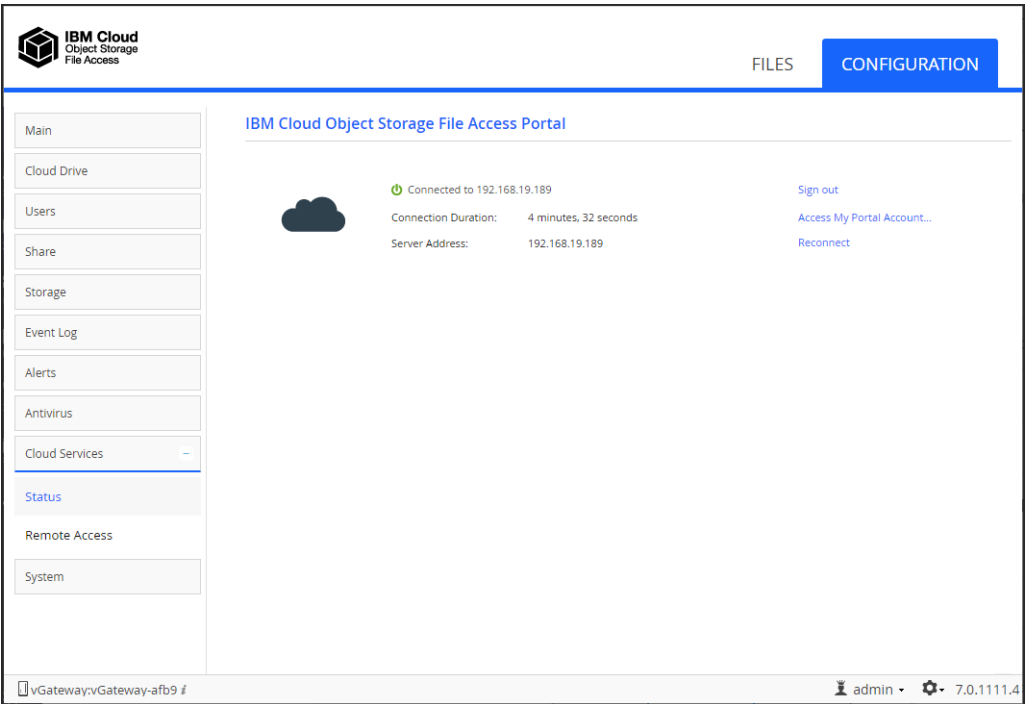 IBM Cloud
Object Storage
File Access
FILES
CONFIGURATION
Main
Cloud Drive
Users
Share
Storage
Event Log
Alerts
Antivirus
Cloud Services
Status
Remote Access
System
IBM Cloud Object Storage File Access Portal
Connected to 192.168.19.189
Sign out
Connection Duration: 4 minutes, 32 seconds
Access My Portal Account...
Server Address: 192.168.19.189
Reconnect
vGateway:vGateway-afb9 i
admin
7.0.1111.4